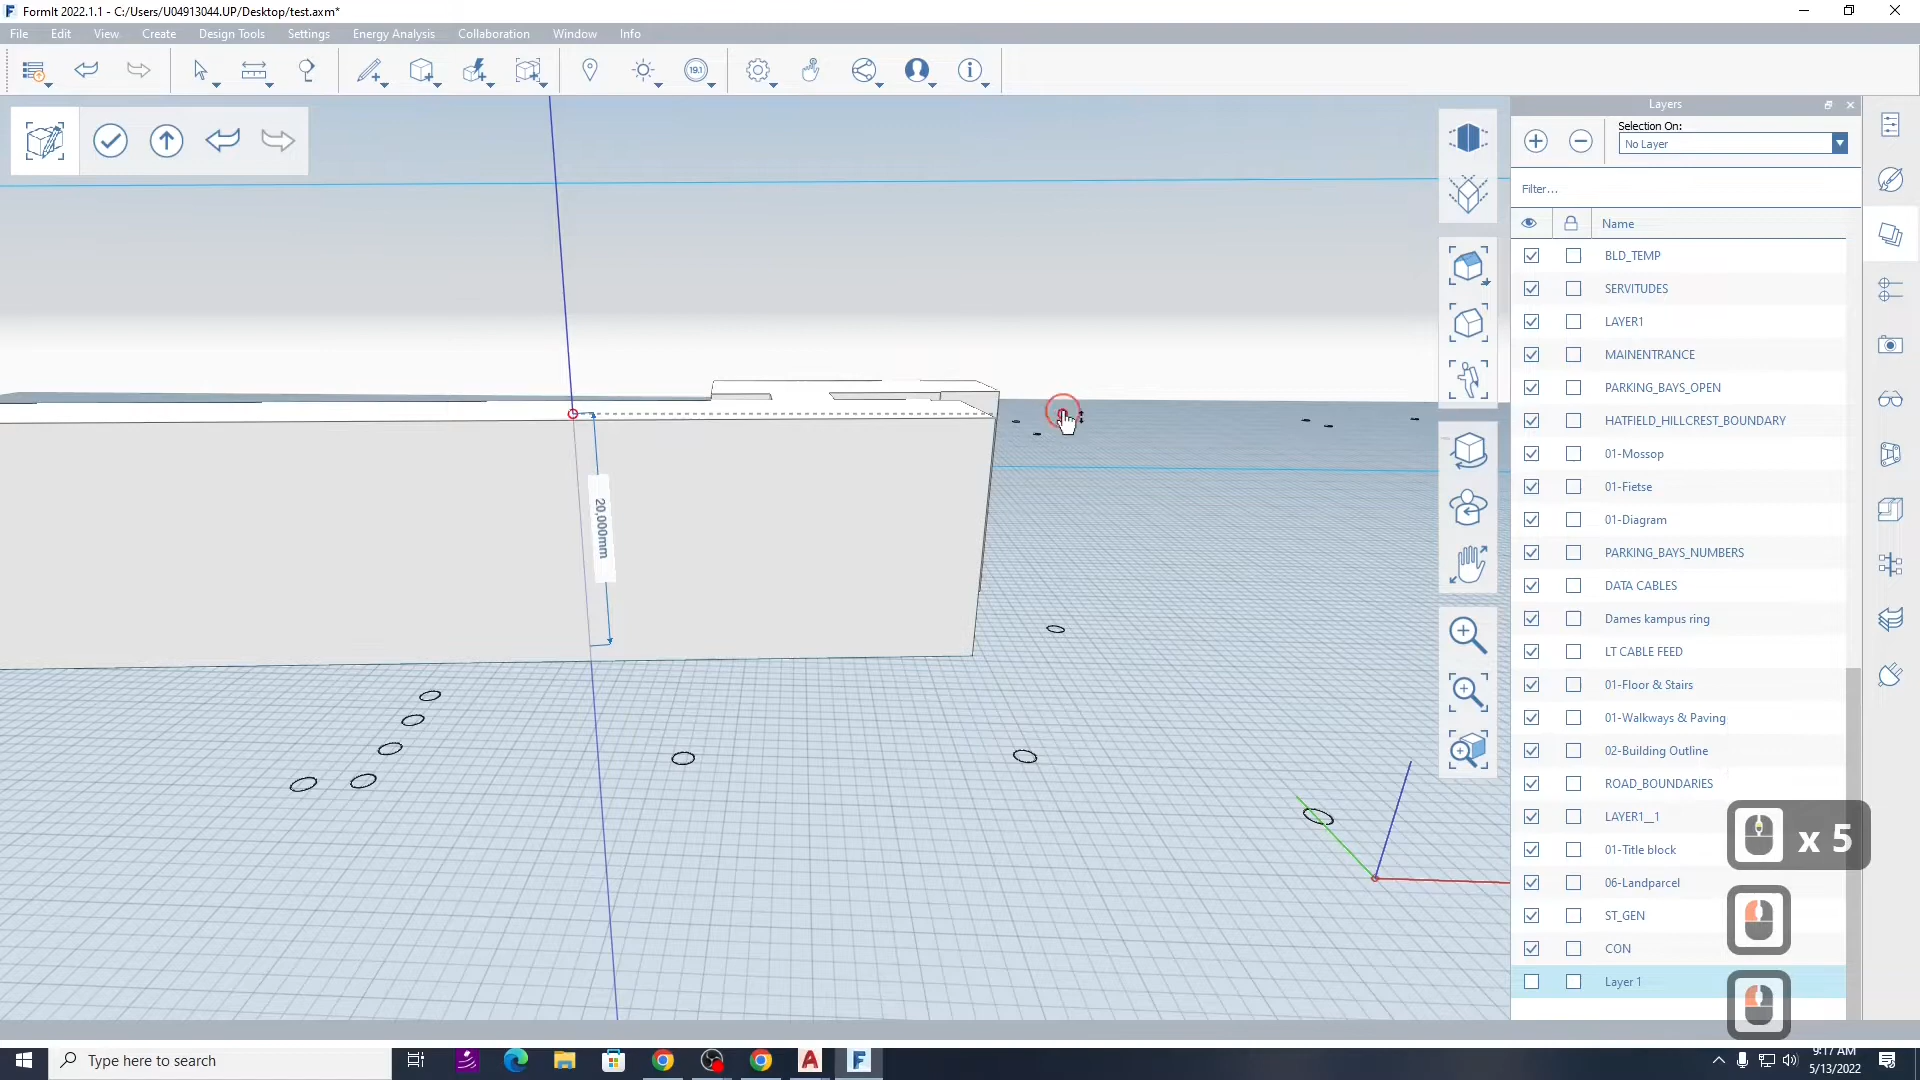 FormIt 2022.1.1 - C:/Users/U04913044.UP/Desktop/test.axm*
File Edit View Create Design Tools Settings Energy Analysis Collaboration Window Info
19.1
Layers
Selection On:
No Layer
Filter...
Name
BLD_TEMP
SERVITUDES
LAYER1
MAINENTRANCE
PARKING_BAYS_OPEN
HATFIELD_HILLCREST_BOUNDARY
01-Mossop
01-Fietse
01-Diagram
PARKING_BAYS_NUMBERS
DATA CABLES
Dames kampus ring
LT CABLE FEED
01-Floor & Stairs
01-Walkways & Paving
02-Building Outline
ROAD_BOUNDARIES
LAYER1__1
01-Title block
06-Landparcel
ST_GEN
CON
Layer 1
20,000mm
x 5
Type here to search
9:17 AM
5/13/2022